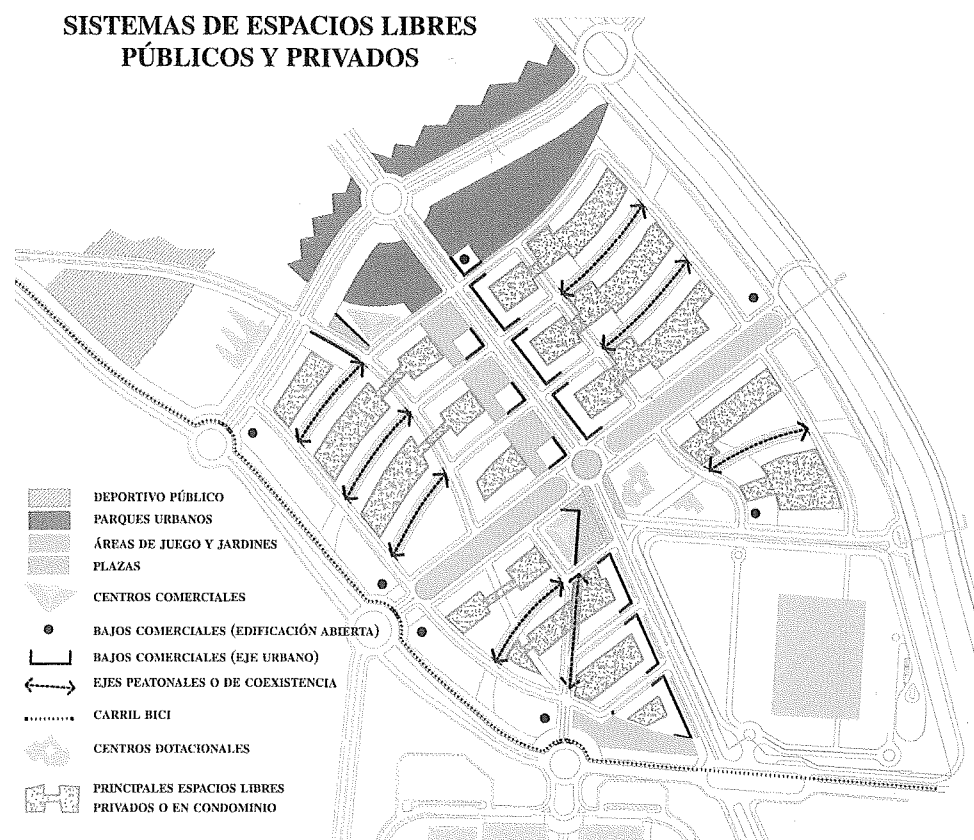 SISTEMAS DE ESPACIOS LIBRES
PÚBLICOS Y PRIVADOS
DEPORTIVO PÚBLICO
PARQUES URBANOS
ÁREAS DE JUEGO Y JARDINES
PLAZAS
CENTROS COMERCIALES
BAJOS COMERCIALES (EDIFICACIÓN ABIERTA)
BAJOS COMERCIALES (EJE URBANO)
EJES PEATONALES O DE COEXISTENCIA
CARRIL BICI
CENTROS DOTACIONALES
PRINCIPALES ESPACIOS LIBRES
PRIVADOS O EN CONDOMINIO